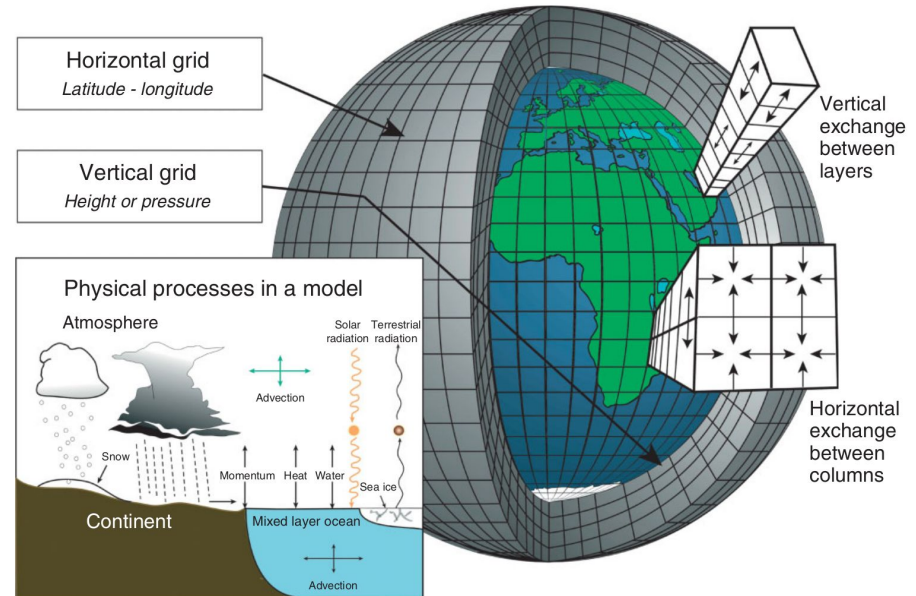 Horizontal grid
Latitude - longitude
Vertical grid
Height or pressure
Vertical
exchange
between
layers
Physical processes in a model
Atmosphere
Solar
radiation
Terrestrial
radiation
Advection
Snow
Momentum
Heat
Water
Sea ice
Continent
Mixed layer ocean
Advection
Horizontal
exchange
between
columns